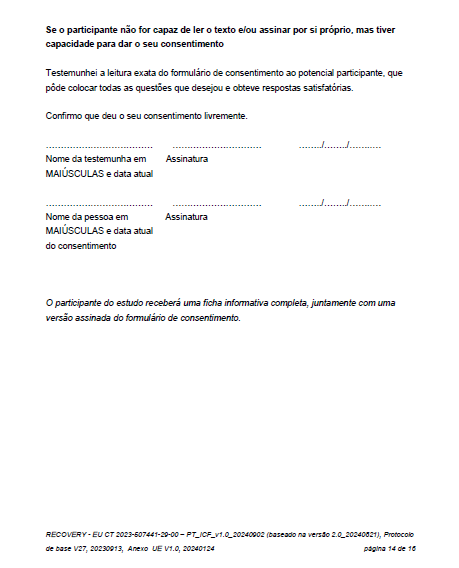 Se o participante não for capaz de ler o texto e/ou assinar por si próprio, mas tiver
capacidade para dar o seu consentimento
Testemunhei a leitura exata do formulário de consentimento ao potencial participante, que
pôde colocar todas as questões que desejou e obteve respostas satisfatórias.
Confirmo que deu o seu consentimento livremente.
……………………………… ………………………… ……../……../………..
Nome da testemunha em Assinatura
MAIÚSCULAS e data atual
……………………………… ………………………… ……../……../………..
Nome da pessoa em Assinatura
MAIÚSCULAS e data atual
do consentimento
O participante do estudo receberá uma ficha informativa completa, juntamente com uma
versão assinada do formulário de consentimento.
RECOVERY - EU CT 2023-507441-29-00 – PT_ICF_v1.0_20240902 (baseado na versão 2.0_20240621), Protocolo
de base V27, 20230913, Anexo UE V1.0, 20240124 página 14 de 16